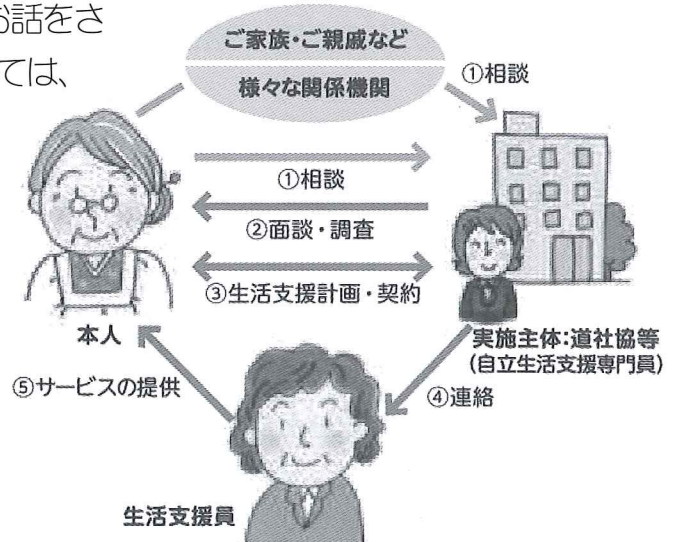 お話をさ
ては、
ご家族・ご親戚など
様々な関係機関
①相談
①相談
②面談・調査
③生活支援計画・契約
本人
実施主体:道社協等
(自立生活支援専門員)
⑤サービスの提供
④連絡
生活支援員